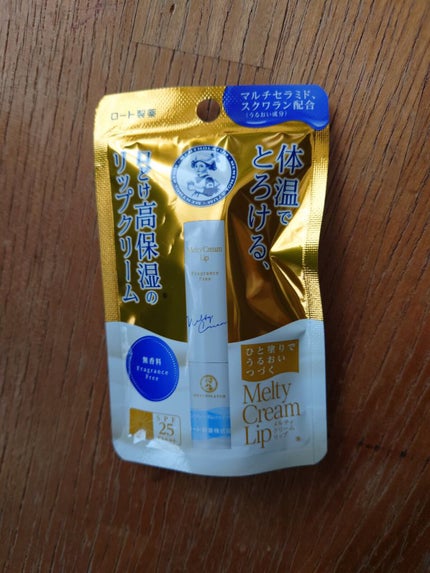 ロート製薬
マルチセラミド、
スクワラン配合
(うるおい成分)
体温で
とろける、
口どけ高保湿の
リップクリーム
MeltyCream
Lip
Fragrance
Free
Melty
Cream
無香料
Fragrance
Free
SPF
25
ひと塗りで
うるおい
つづく
Melty
Cream
Lip
メルティ
クリーム
リップ